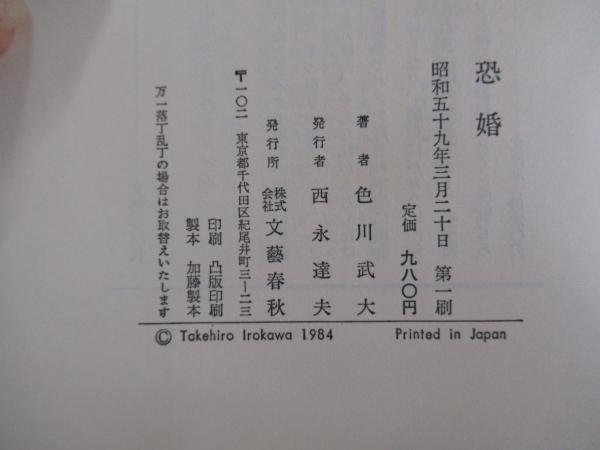 恐婚
昭和五十九年三月二十日 第一刷
定価 九八〇円
著者 色川武大
発行者 西永達夫
発行所 株式会社 文藝春秋
〒一〇二 東京都千代田区紀尾井町三―二三
印刷 凸版印刷
製本 加藤製本
万一落丁乱丁の場合はお取替えいたします
© Takehiro Irokawa 1984 Printed in Japan